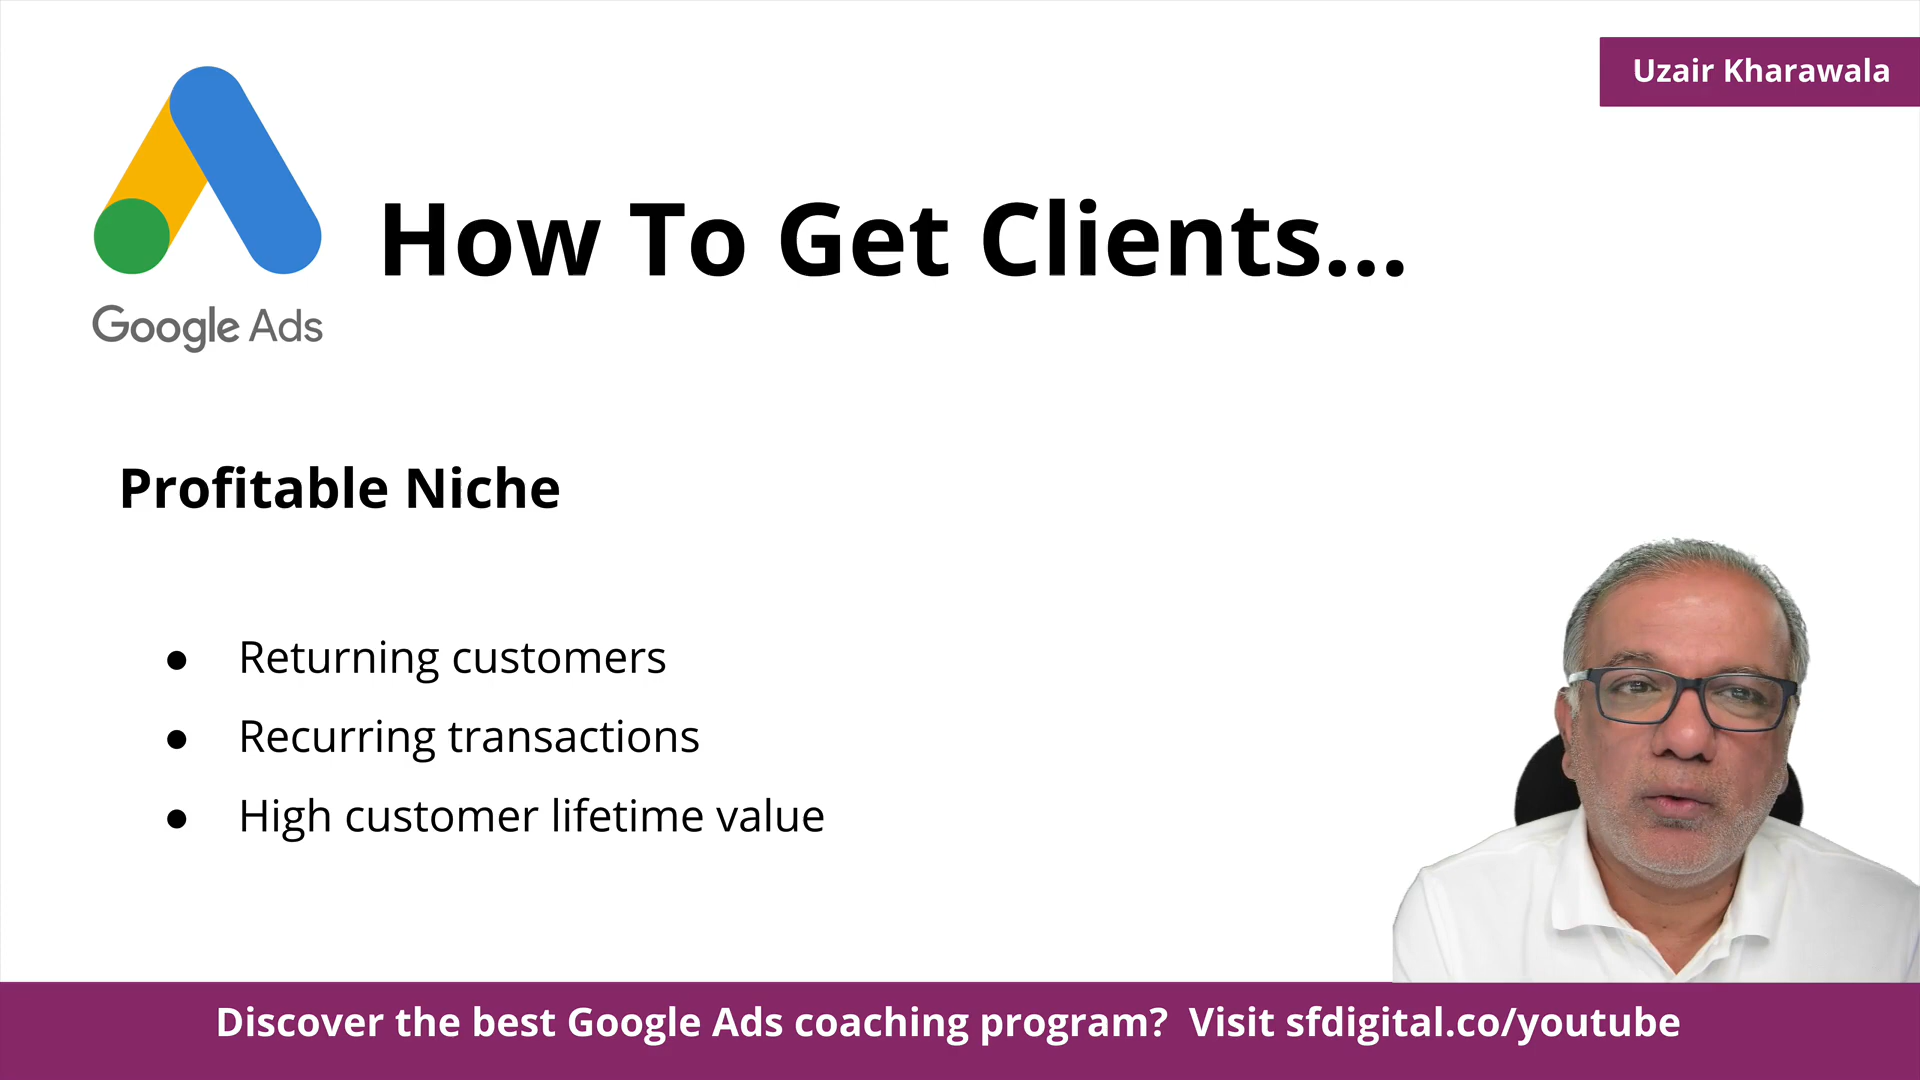 Uzair Kharawala
How To Get Clients...
Google Ads
Profitable Niche
● Returning customers
● Recurring transactions
● High customer lifetime value
Discover the best Google Ads coaching program? Visit sfdigital.co/youtube